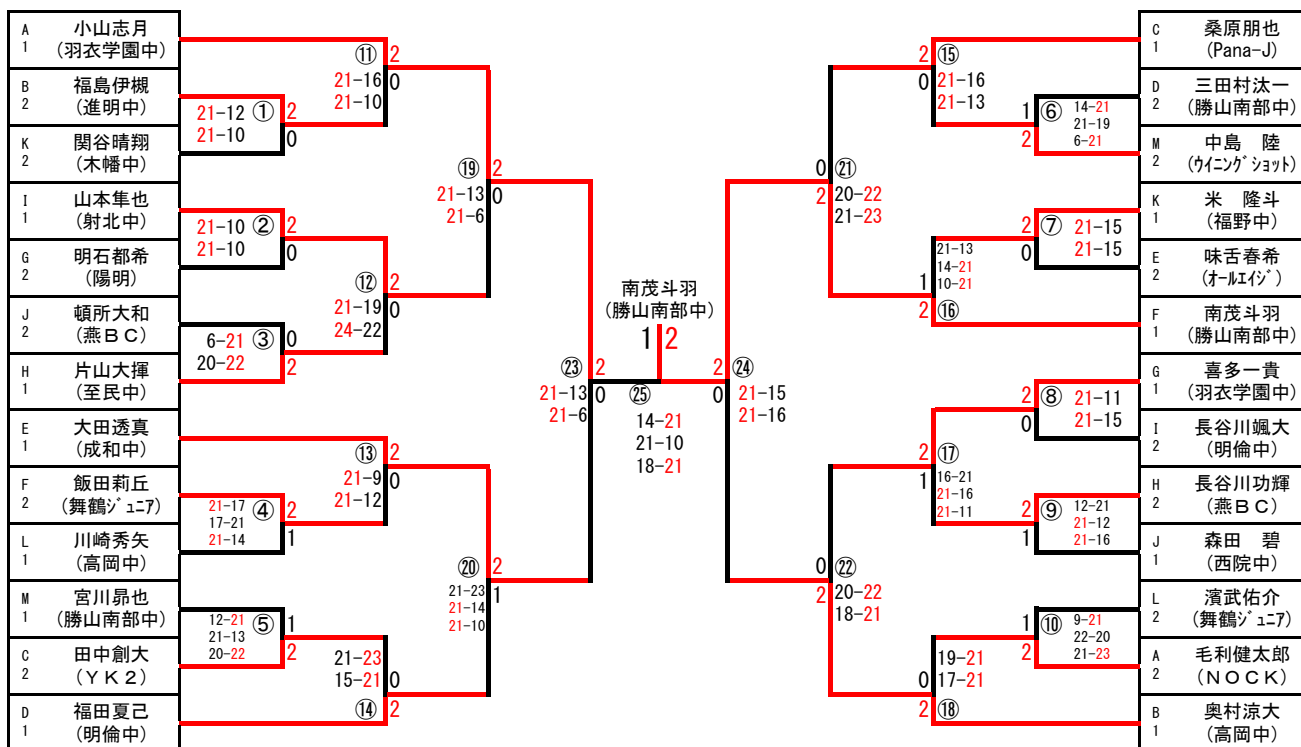 A 1 小山志月
(羽衣学園中)
B 2 福島伊槻
(進明中)
K 2 関谷晴翔
(木幡中)
I 1 山本隼也
(射北中)
G 2 明石都希
(陽明)
J 2 頓所大和
(燕BC)
H 1 片山大揮
(至民中)
E 1 大田透真
(成和中)
F 2 飯田莉丘
(舞鶴ジュニア)
L 1 川崎秀矢
(高岡中)
M 1 宮川昴也
(勝山南部中)
C 2 田中創大
(YK2)
D 1 福田夏己
(明倫中)
① 2 0
21-12
21-10
② 2 0
21-10
21-10
③ 0 2
6-21
20-22
④ 2 1
21-17
17-21
21-14
⑤ 1 2
12-21
21-13
20-22
⑪ 2 0
21-16
21-10
⑫ 2 0
21-19
24-22
⑬ 2 0
21-9
21-12
⑭ 0 2
21-23
15-21
⑲ 2 0
21-13
21-6
⑳ 2 1
21-23
21-14
21-10
㉓ 2 0
21-13
21-6
南茂斗羽
(勝山南部中)
1 2
㉕
14-21
21-10
18-21
㉔ 2 0
21-15
21-16
㉑ 0 2
20-22
21-23
㉒ 0 2
20-22
18-21
⑮ 2 0
21-16
21-13
⑯ 1 2
21-13
14-21
10-21
⑰ 2 1
16-21
21-16
21-11
⑱ 0 2
19-21
17-21
⑥ 1 2
14-21
21-19
6-21
⑦ 2 0
21-15
21-15
⑧ 2 0
21-11
21-15
⑨ 2 1
12-21
21-12
21-16
⑩ 1 2
9-21
22-20
21-23
C 1 桑原朋也
(Pana-J)
D 2 三田村汰一
(勝山南部中)
M 2 中島 陸
(ウイニングショット)
K 1 米 隆斗
(福野中)
E 2 味舌春希
(オールエイジ)
F 1 南茂斗羽
(勝山南部中)
G 1 喜多一貴
(羽衣学園中)
I 2 長谷川颯大
(明倫中)
H 2 長谷川功輝
(燕BC)
J 1 森田 碧
(西院中)
L 2 濱武佑介
(舞鶴ジュニア)
A 2 毛利健太郎
(NOCK)
B 1 奥村涼大
(高岡中)